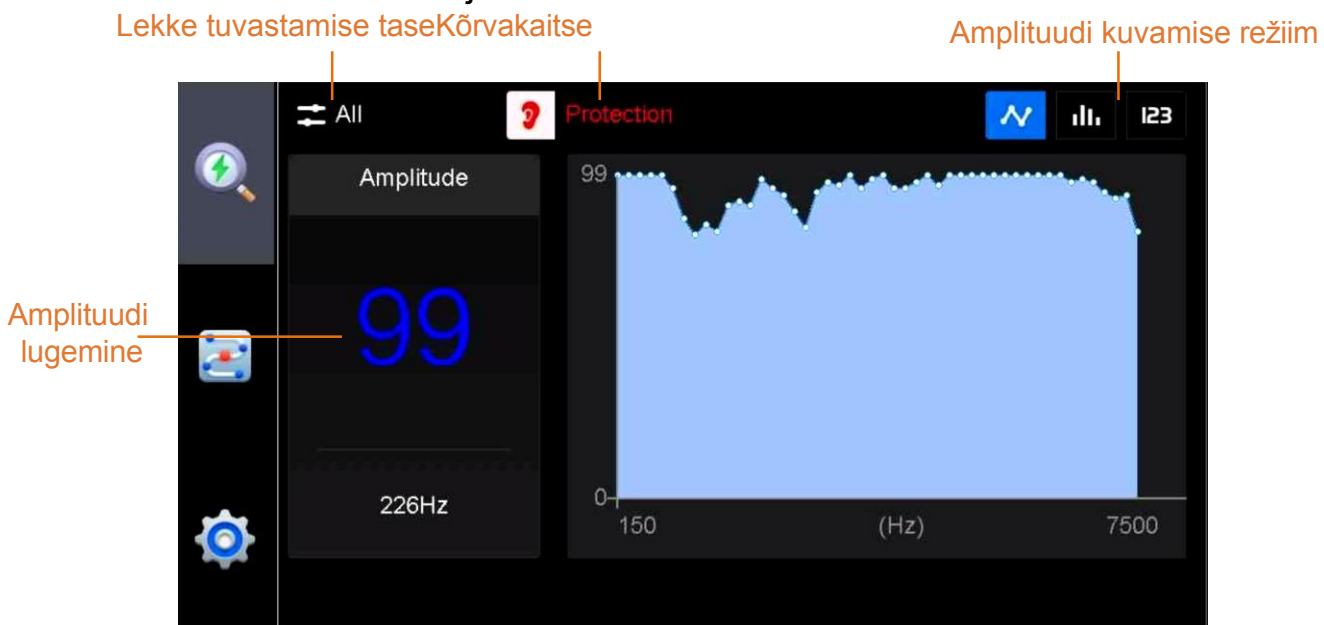 Lekke tuvastamise taseKõrvakaitse
Amplituudi kuvamise režiim
All
Protection
123
Amplitude
99
99
Amplituudi
lugemine
226Hz
0
150
(Hz)
7500